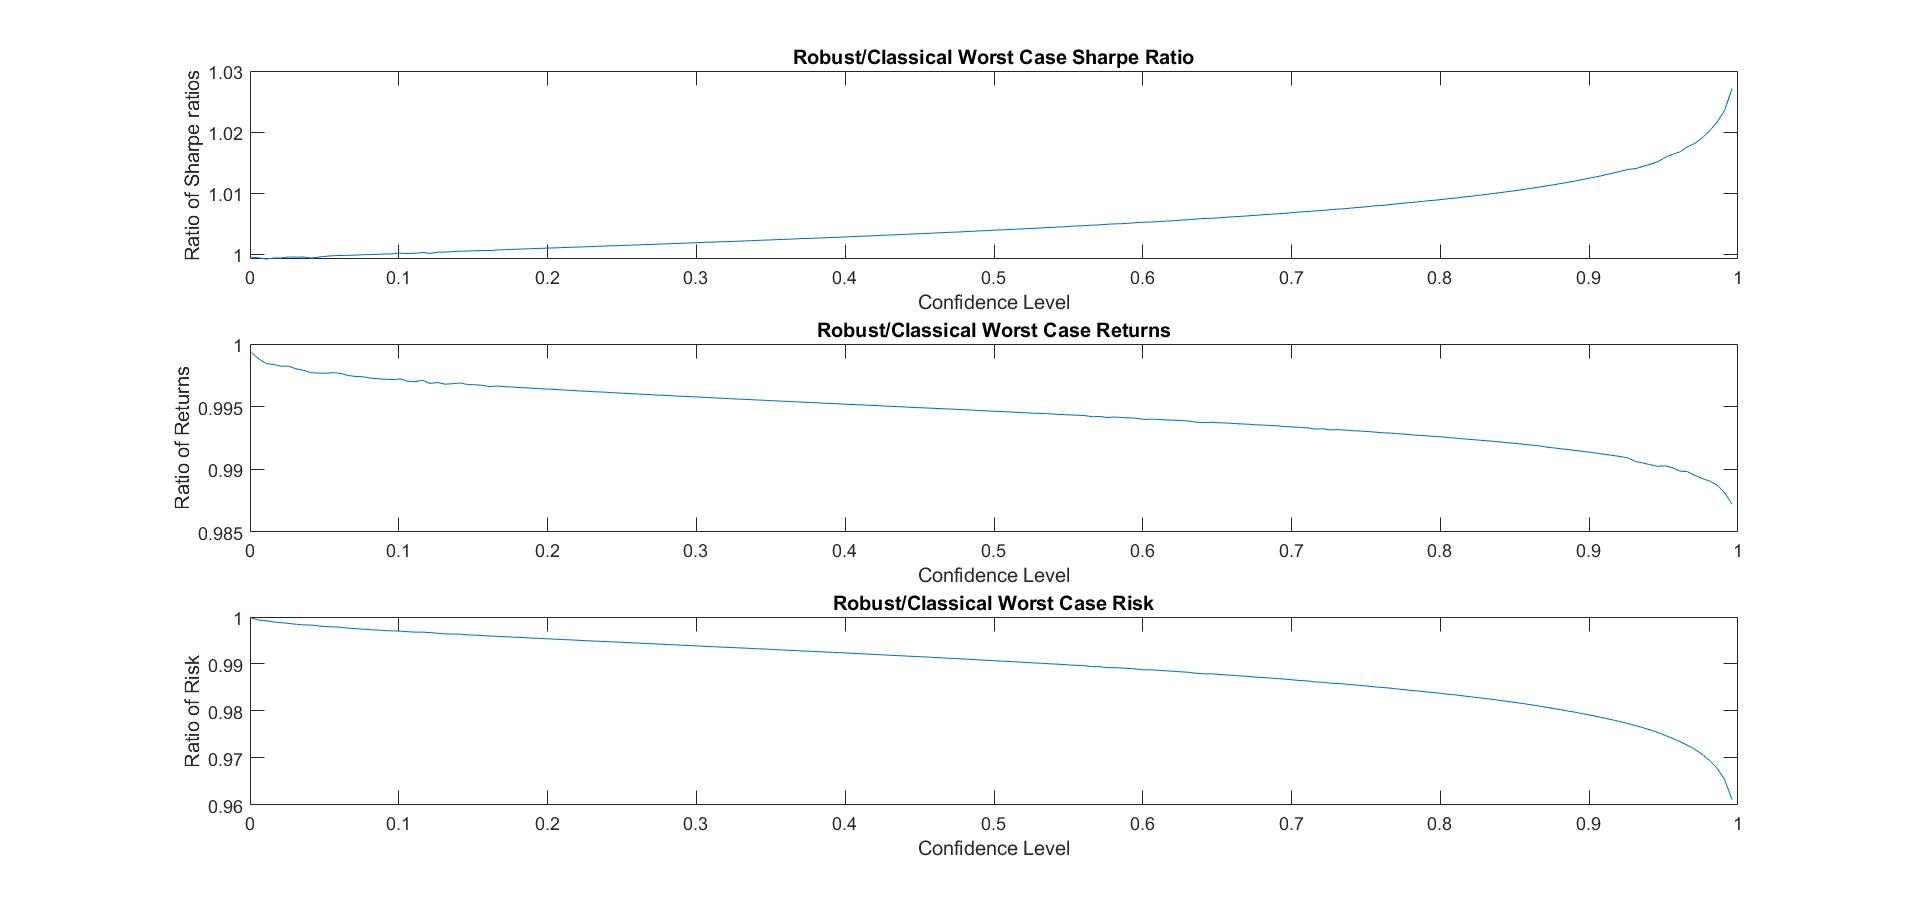 Robust/Classical Worst Case Sharpe Ratio
Ratio of Sharpe ratios
1.03
1.02
1.01
1
0 0.1 0.2 0.3 0.4 0.5 0.6 0.7 0.8 0.9 1
Confidence Level
Robust/Classical Worst Case Returns
Ratio of Returns
1
0.995
0.99
0.985
0 0.1 0.2 0.3 0.4 0.5 0.6 0.7 0.8 0.9 1
Confidence Level
Robust/Classical Worst Case Risk
Ratio of Risk
1
0.99
0.98
0.97
0.96
0 0.1 0.2 0.3 0.4 0.5 0.6 0.7 0.8 0.9 1
Confidence Level